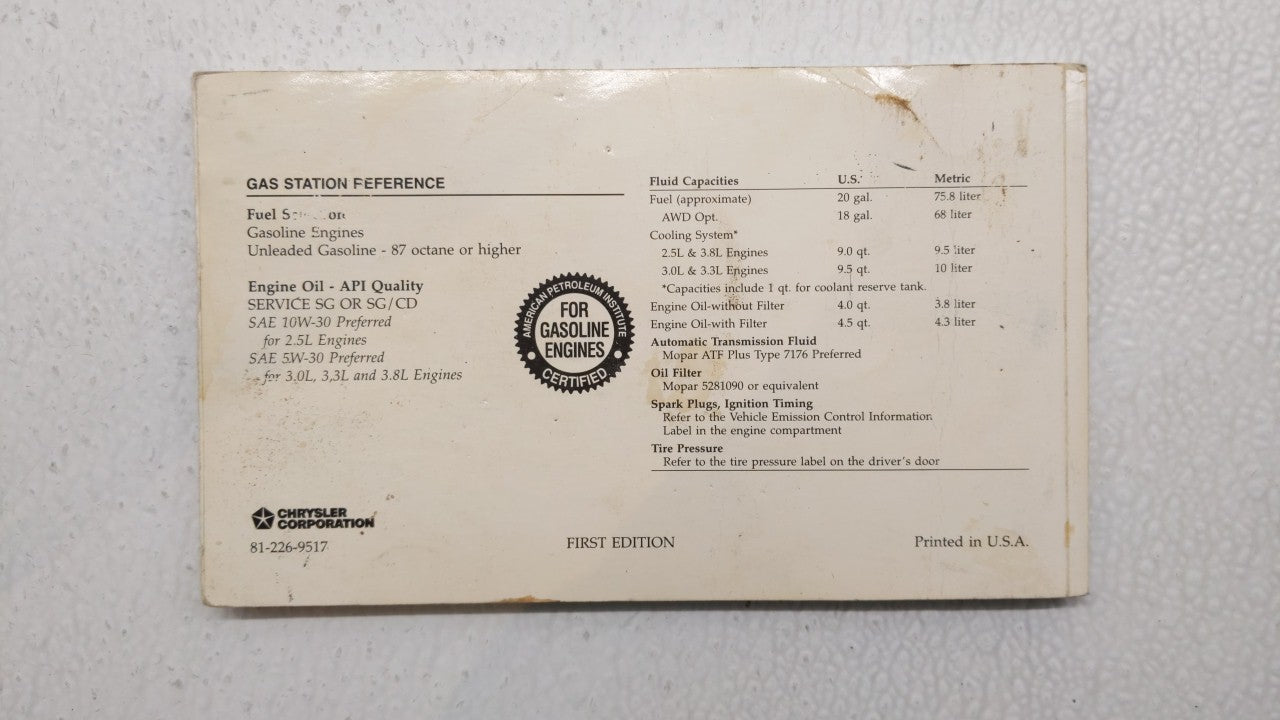 GAS STATION REFERENCE
Fuel
Gasoline Engines
Unleaded Gasoline - 87 octane or higher
Engine Oil - API Quality
SERVICE SG OR SG/CD
SAE 10W-30 Preferred
for 2.5L Engines
SAE 5W-30 Preferred
for 3.0L, 3,3L and 3.8L Engines
AMERICAN PETROLEUM INSTITUTE
FOR
GASOLINE
ENGINES
CERTIFIED
Fluid Capacities U.S. Metric
Fuel (approximate) 20 gal. 75.8 liter
AWD Opt. 18 gal. 68 liter
Cooling System*
2.5L & 3.8L Engines 9.0 qt. 9.5 liter
3.0L & 3.3L Engines 9.5 qt. 10 liter
*Capacities include 1 qt. for coolant reserve tank.
Engine Oil-without Filter 4.0 qt. 3.8 liter
Engine Oil-with Filter 4.5 qt. 4.3 liter
Automatic Transmission Fluid
Mopar ATF Plus Type 7176 Preferred
Oil Filter
Mopar 5281090 or equivalent
Spark Plugs, Ignition Timing
Refer to the Vehicle Emission Control Information
Label in the engine compartment
Tire Pressure
Refer to the tire pressure label on the driver's door
CHRYSLER
CORPORATION
81-226-9517 FIRST EDITION Printed in U.S.A.